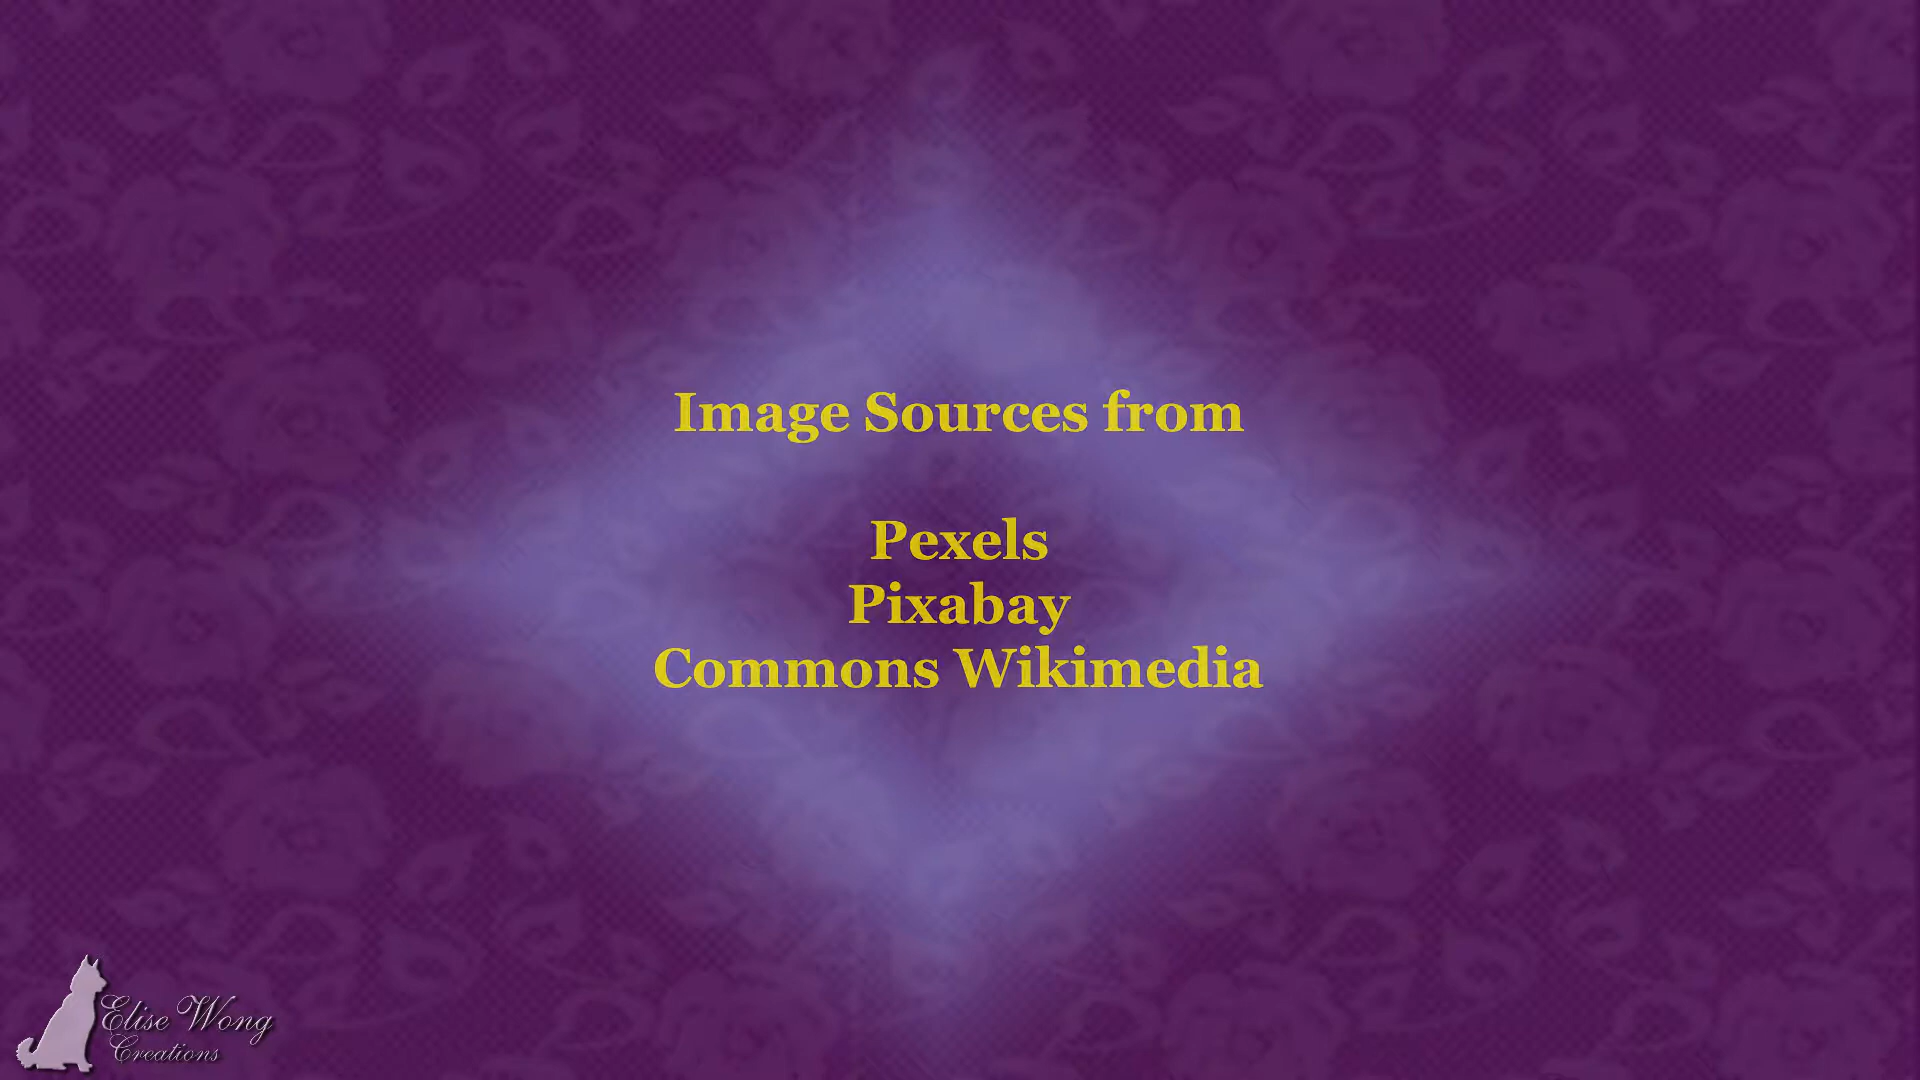 Image Sources from
Pexels
Pixabay
Commons Wikimedia
Elise Wong
Creations